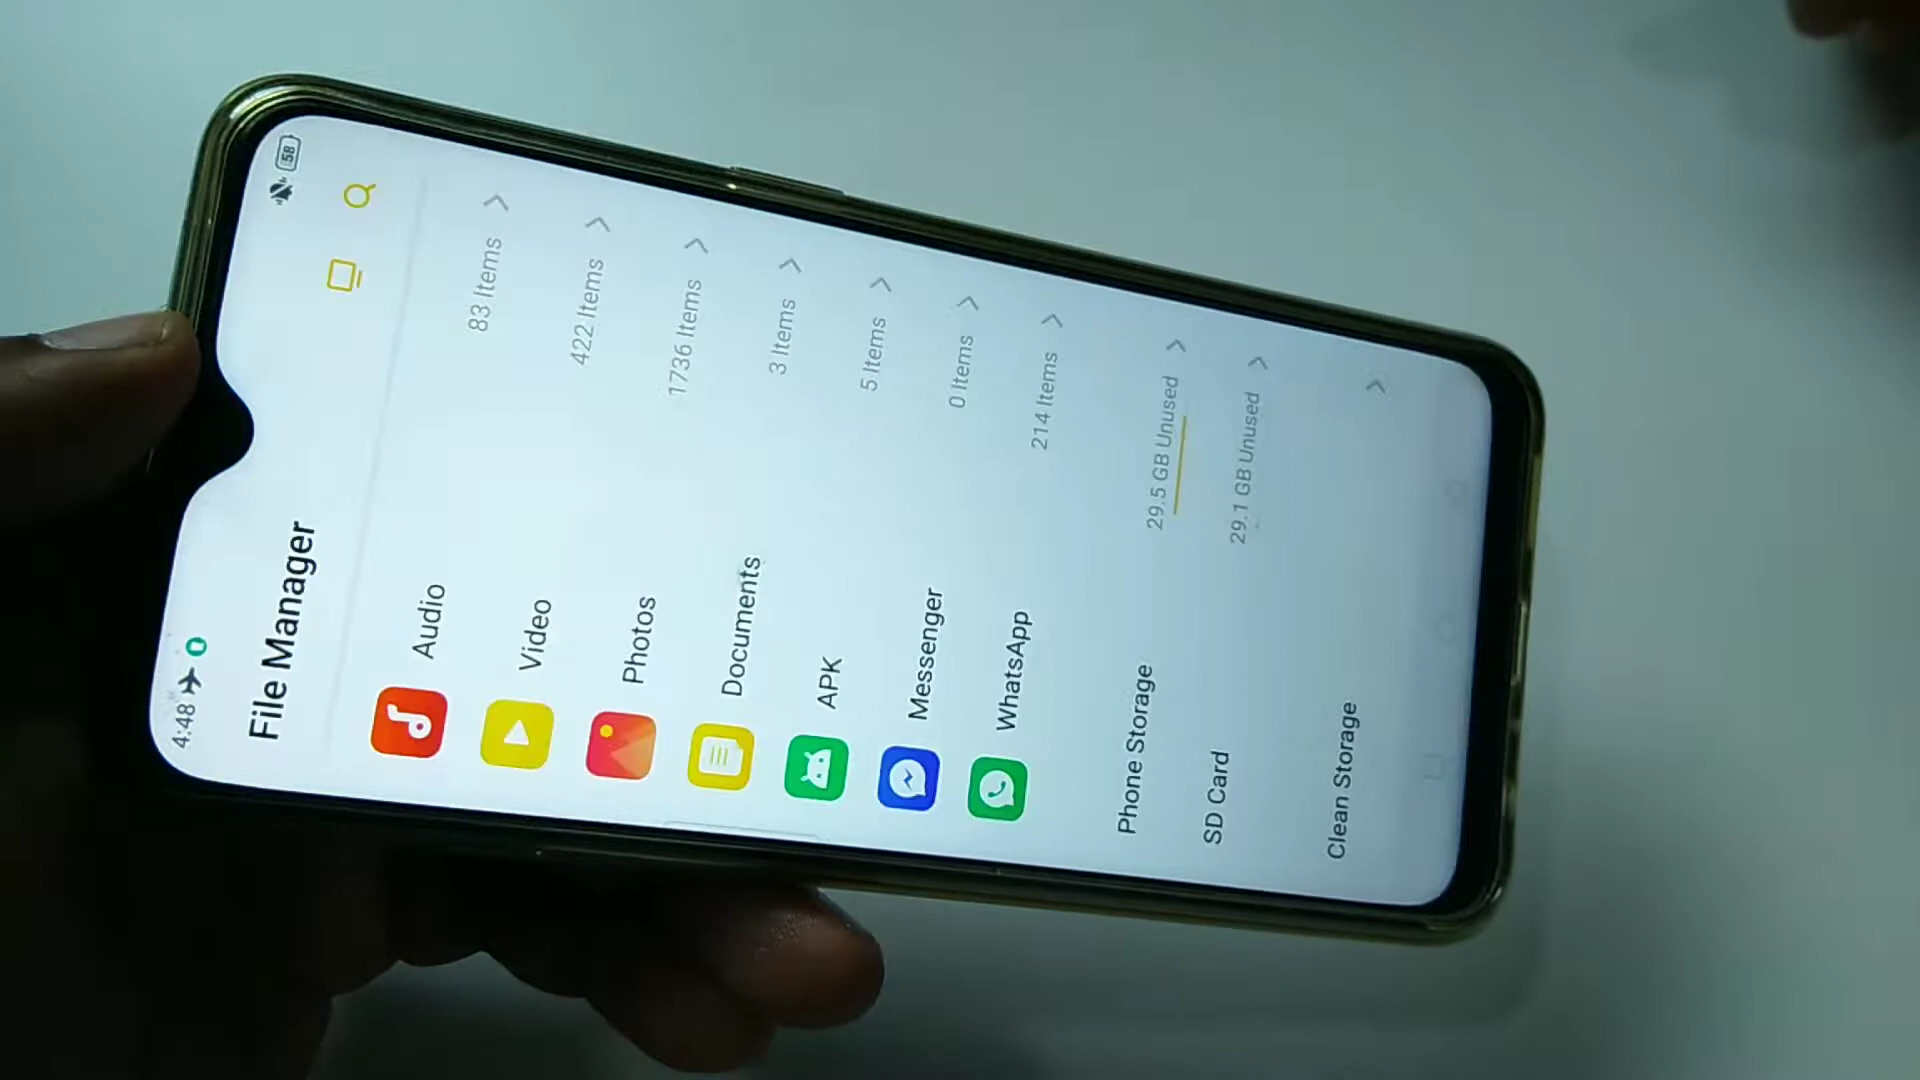 4:48
58
File Manager
Audio 83 Items
Video 422 Items
Photos 1736 Items
Documents 3 Items
APK 5 Items
Messenger 0 Items
WhatsApp 214 Items
Phone Storage 29.5 GB Unused
SD Card 29.1 GB Unused
Clean Storage